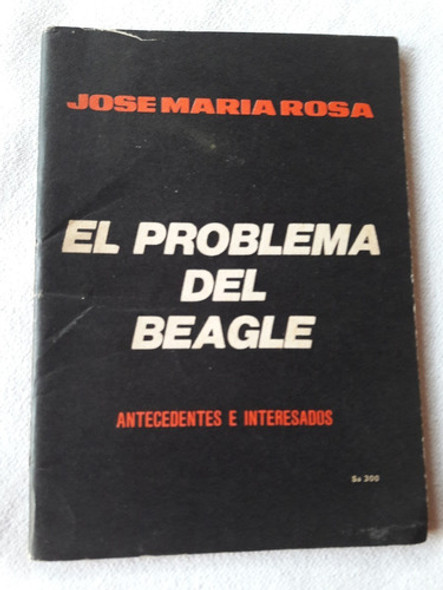 JOSE MARIA ROSA
EL PROBLEMA
DEL
BEAGLE
ANTECEDENTES E INTERESADOS
$a 300